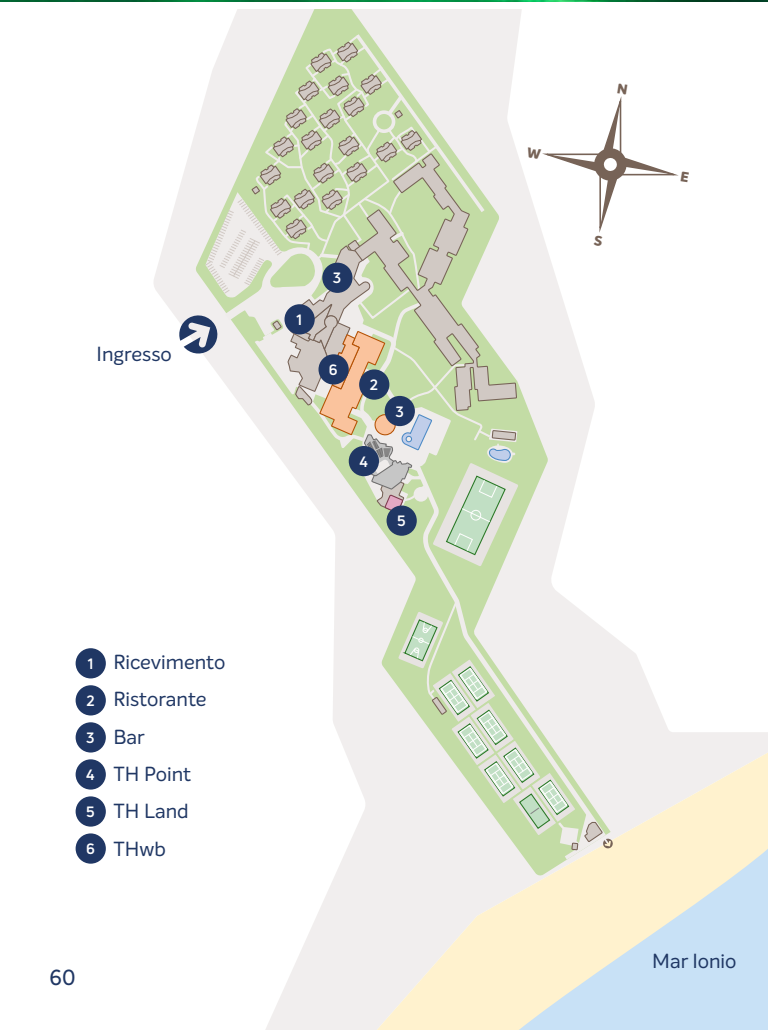 N
W
E
S
3
1
Ingresso
6
2
3
4
5
1 Ricevimento
2 Ristorante
3 Bar
4 TH Point
5 TH Land
6 THwb
Mar Ionio
60